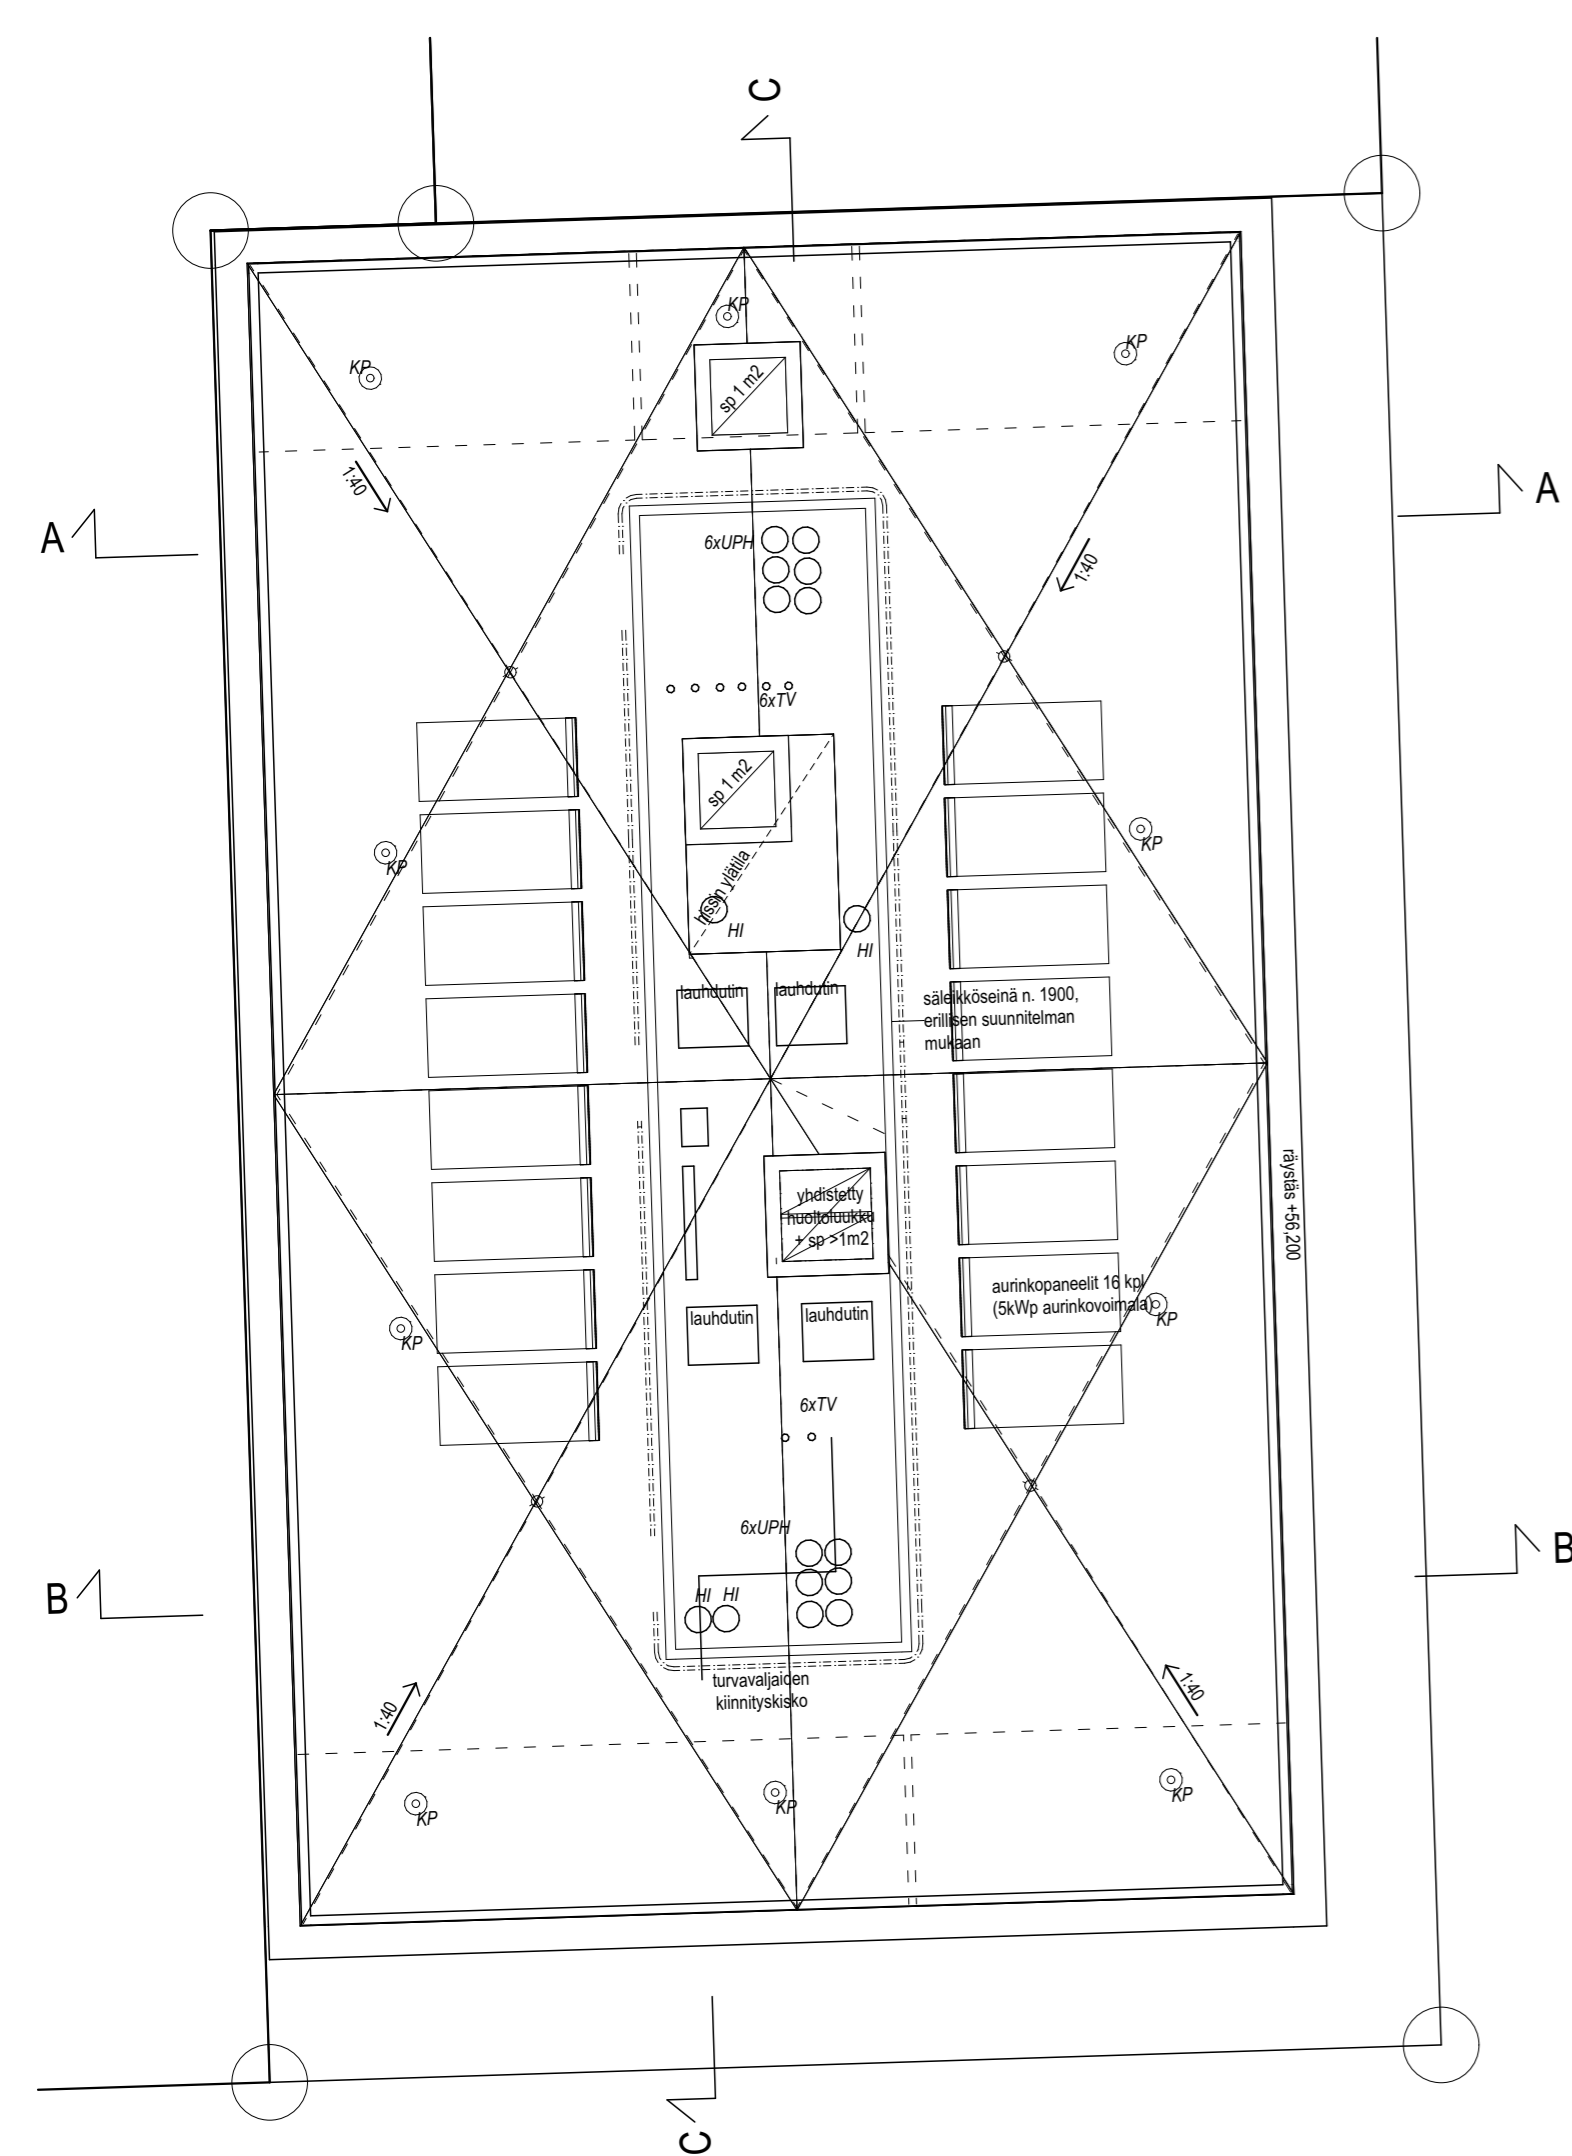 C
KP
KP
KP
sp 1 m2
1:40
A
A
6xUPH
1:40
6xTV
sp 1 m2
KP
KP
hissin ylätila
HI
HI
lauhdutin
lauhdutin
säleikköseinä n. 1900,
erillisen suunnitelman
mukaan
räystäs +56,200
yhdistetty
huoltoluukku
+ sp >1m2
aurinkopaneelit 16 kpl
(5kWp aurinkovoimala)
KP
KP
lauhdutin
lauhdutin
6xTV
6xUPH
B
B
HI
HI
turvavaljaiden
kiinnityskisko
1:40
1:40
KP
KP
KP
C